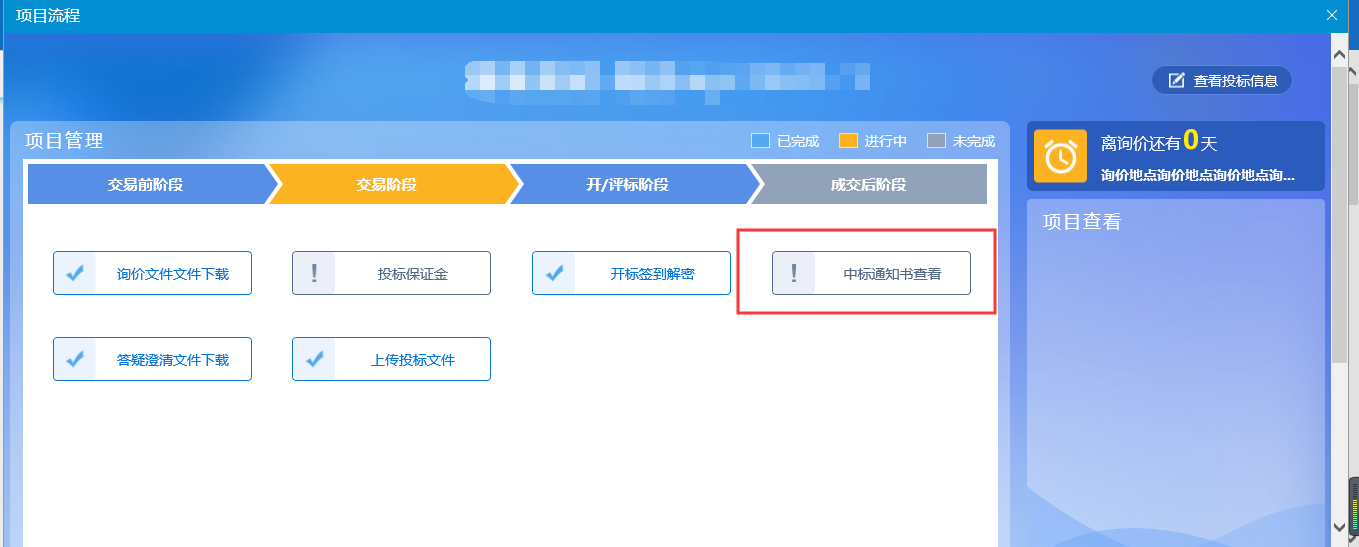 项目流程
查看投标信息
项目管理
已完成 进行中 未完成
交易前阶段 交易阶段 开/评标阶段 成交后阶段
询价文件文件下载 投标保证金 开标签到解密 中标通知书查看
答疑澄清文件下载 上传投标文件
离询价还有0天
询价地点询价地点询价地点询...
项目查看